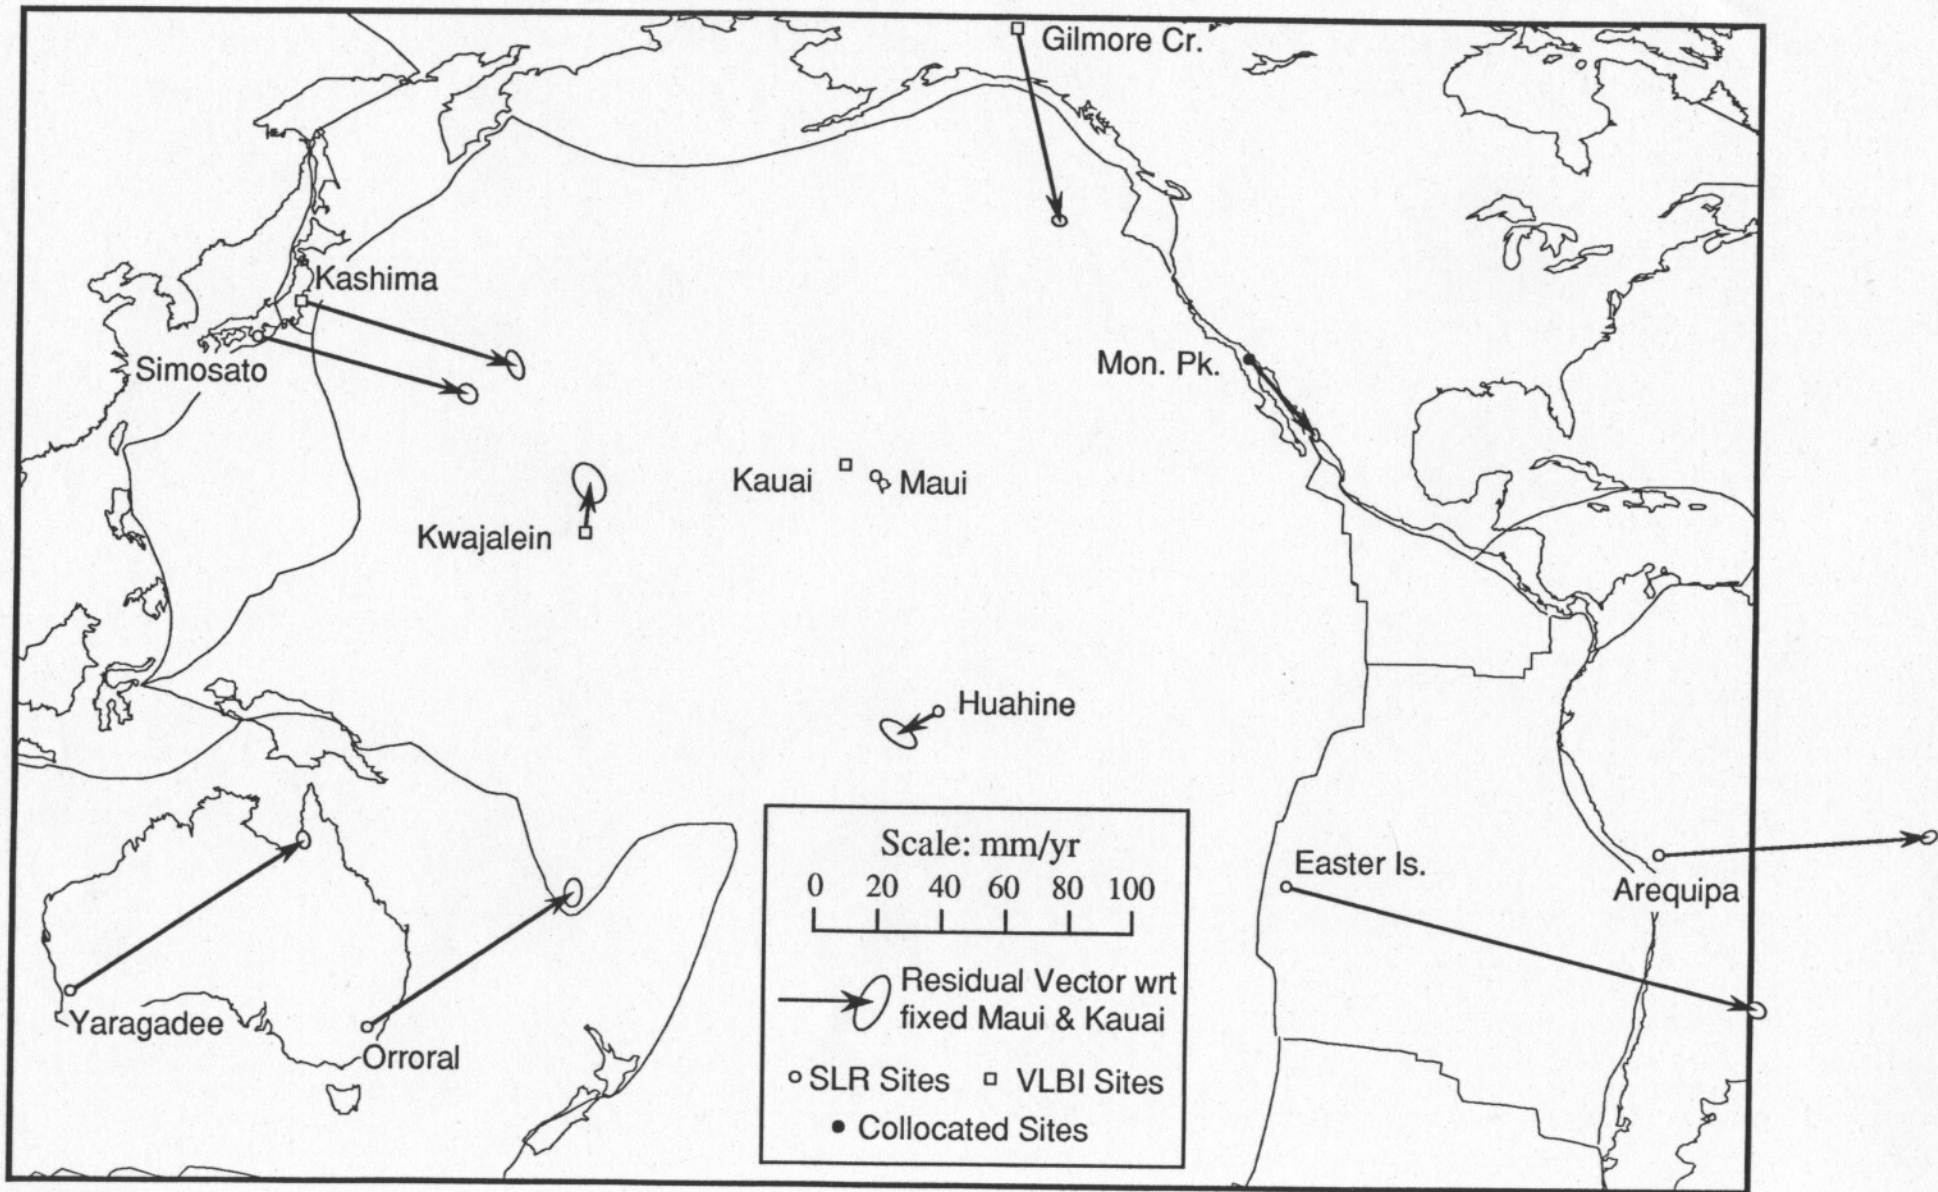 Gilmore Cr.
Kashima
Simosato
Mon. Pk.
Kauai
Maui
Kwajalein
Huahine
Scale: mm/yr
0 20 40 60 80 100
Residual Vector wrt
fixed Maui & Kauai
SLR Sites VLBI Sites
Collocated Sites
Easter Is.
Arequipa
Yaragadee
Orroral